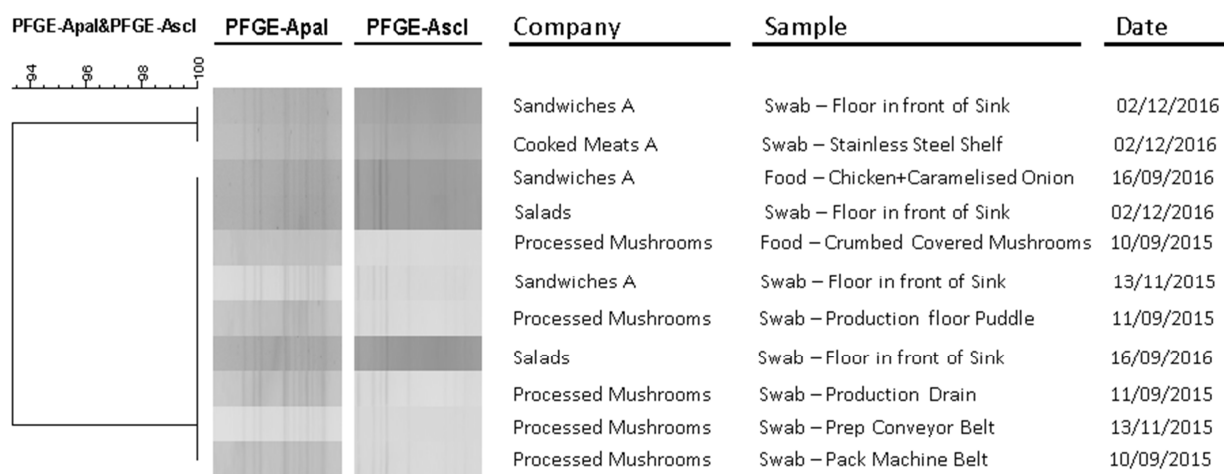 PFGE-ApaI&PFGE-AscI PFGE-ApaI PFGE-AscI Company Sample Date
94 96 98 100
Sandwiches A Swab – Floor in front of Sink 02/12/2016
Cooked Meats A Swab – Stainless Steel Shelf 02/12/2016
Sandwiches A Food – Chicken+Caramelised Onion 16/09/2016
Salads Swab – Floor in front of Sink 02/12/2016
Processed Mushrooms Food – Crumbed Covered Mushrooms 10/09/2015
Sandwiches A Swab – Floor in front of Sink 13/11/2015
Processed Mushrooms Swab – Production floor Puddle 11/09/2015
Salads Swab – Floor in front of Sink 16/09/2016
Processed Mushrooms Swab – Production Drain 11/09/2015
Processed Mushrooms Swab – Prep Conveyor Belt 13/11/2015
Processed Mushrooms Swab – Pack Machine Belt 10/09/2015